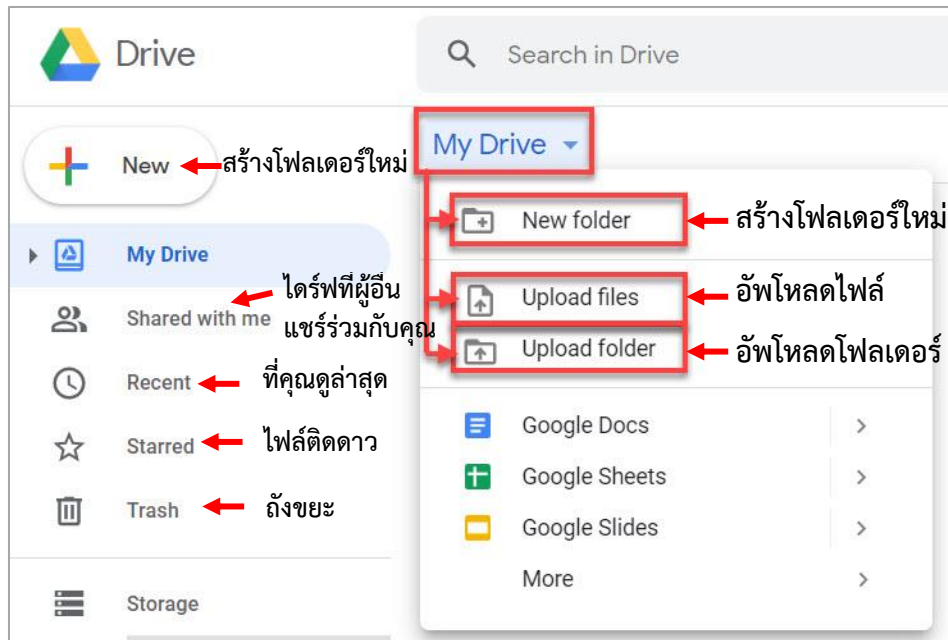 Drive
Search in Drive
New
สร้างโฟลเดอร์ใหม่
My Drive
New folder
สร้างโฟลเดอร์ใหม่
My Drive
Upload files
อัพโหลดไฟล์
Shared with me
ไดร์ฟที่ผู้อื่น
แชร์ร่วมกับคุณ
Upload folder
อัพโหลดโฟลเดอร์
Recent
ที่คุณดูล่าสุด
Google Docs
Starred
ไฟล์ติดดาว
Google Sheets
Trash
ถังขยะ
Google Slides
More
Storage